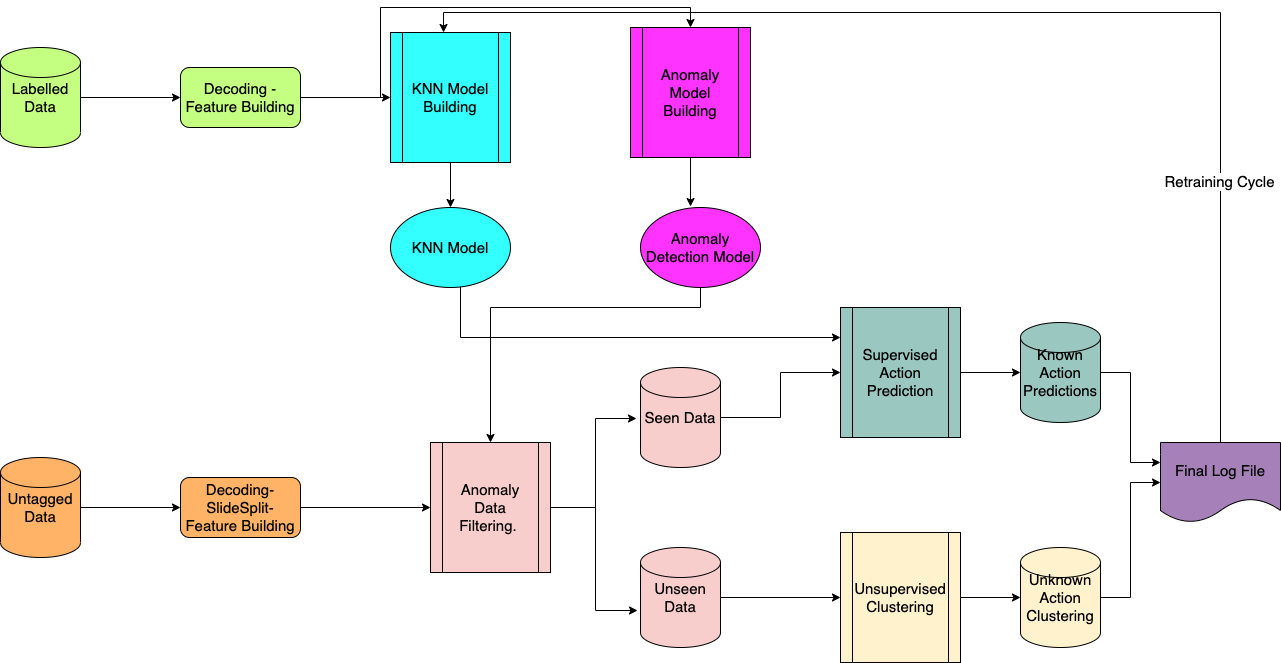 Labelled
Data
Decoding -
Feature Building
KNN Model
Building
Anomaly
Model
Building
Retraining Cycle
KNN Model
Anomaly
Detection Model
Supervised
Action
Prediction
Known
Action
Predictions
Seen Data
Final Log File
Untagged
Data
Decoding-
SlideSplit-
Feature Building
Anomaly
Data
Filtering.
Unseen
Data
Unsupervised
Clustering
Unknown
Action
Clustering